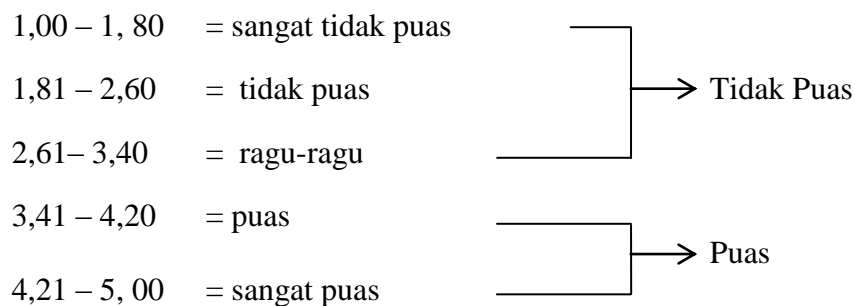 1,00 – 1, 80 = sangat tidak puas
1,81 – 2,60 = tidak puas
Tidak Puas
2,61– 3,40 = ragu-ragu
3,41 – 4,20 = puas
Puas
4,21 – 5, 00 = sangat puas